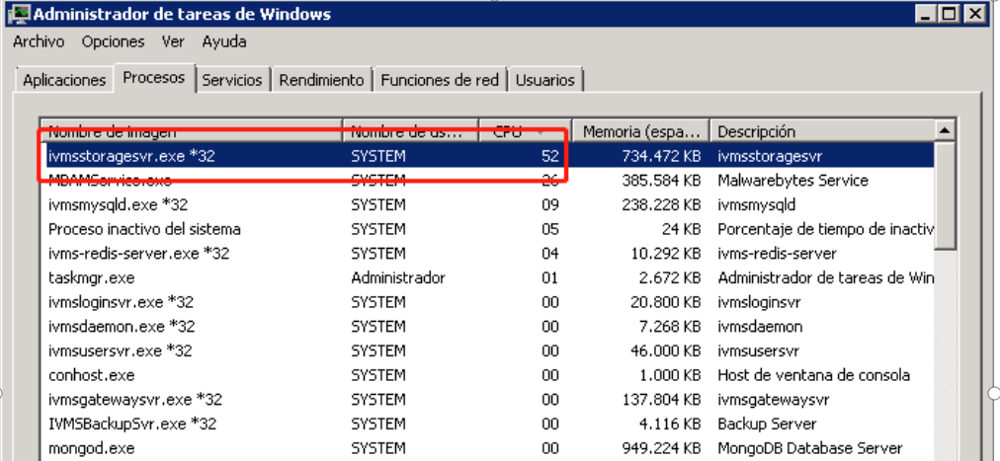 Administrador de tareas de Windows
Archivo Opciones Ver Ayuda
Aplicaciones Procesos Servicios Rendimiento Funciones de red Usuarios
Nombre de imagen Nombre de us... CPU Memoria (espa... Descripción
ivmsstoragesvr.exe *32 SYSTEM 52 734.472 KB ivmsstoragesvr
MBAMService.exe SYSTEM 26 385.584 KB Malwarebytes Service
ivmsmysqld.exe *32 SYSTEM 09 238.228 KB ivmsmysqld
Proceso inactivo del sistema SYSTEM 05 24 KB Porcentaje de tiempo de inactiv
ivms-redis-server.exe *32 SYSTEM 04 10.292 KB ivms-redis-server
taskmgr.exe Administrador 01 2.672 KB Administrador de tareas de Win
ivmsloginsvr.exe *32 SYSTEM 00 20.800 KB ivmsloginsvr
ivmsdaemon.exe *32 SYSTEM 00 7.268 KB ivmsdaemon
ivmsusersvr.exe *32 SYSTEM 00 46.000 KB ivmsusersvr
conhost.exe SYSTEM 00 1.000 KB Host de ventana de consola
ivmsgatewaysvr.exe *32 SYSTEM 00 137.804 KB ivmsgatewaysvr
IVMSBackupSvr.exe *32 SYSTEM 00 4.116 KB Backup Server
mongod.exe SYSTEM 00 949.224 KB MongoDB Database Server